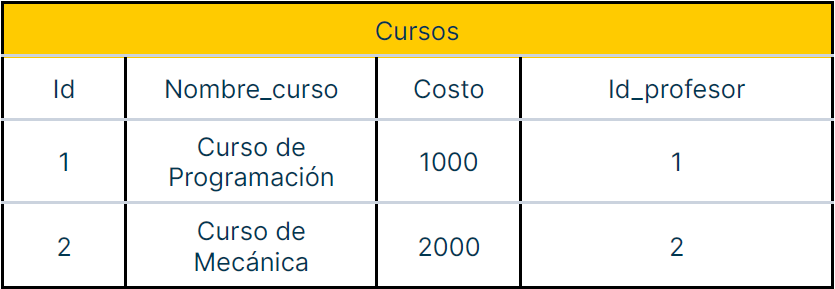 Cursos
Id Nombre_curso Costo Id_profesor
1 Curso de Programación 1000 1
2 Curso de Mecánica 2000 2